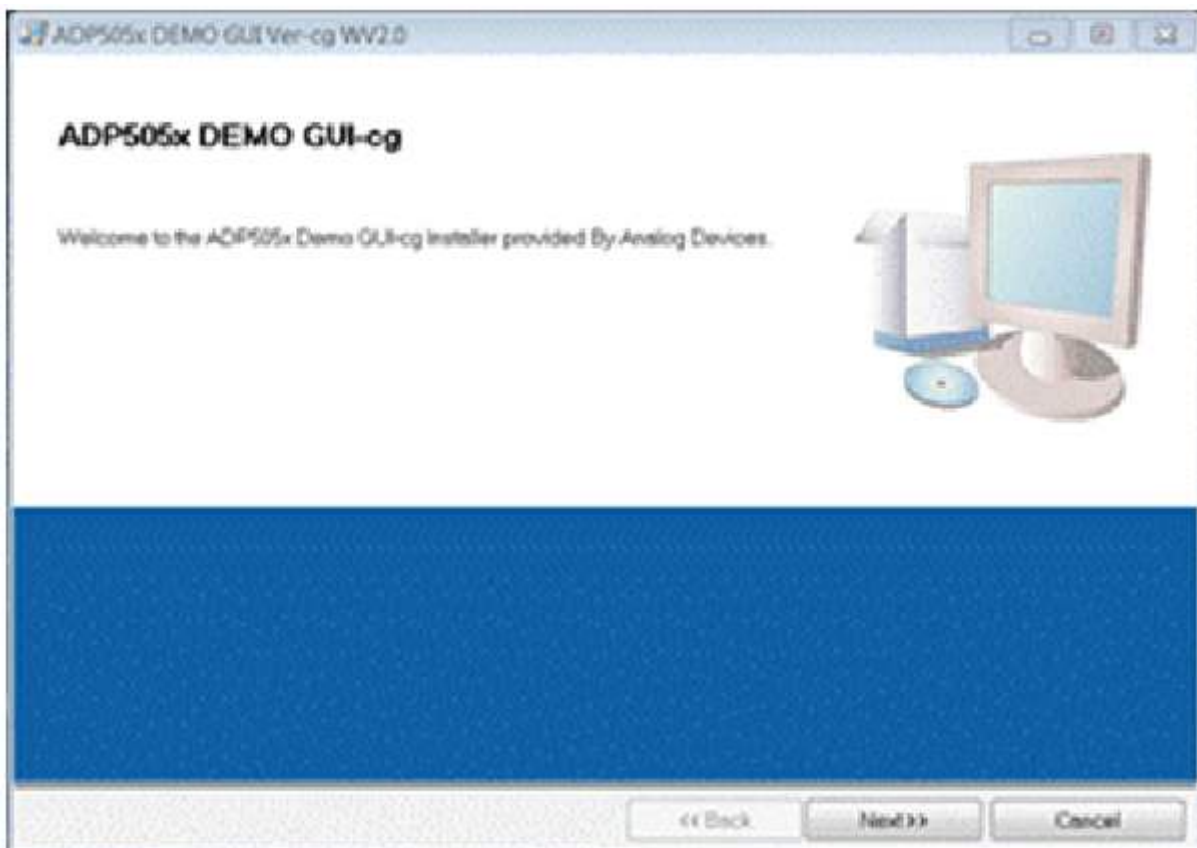 ADP505x DEMO GUI Ver-cg WV2.0
ADP505x DEMO GUI-cg
Welcome to the ADP505x Demo GUI-cg Installer provided By Analog Devices.
<< Back
Next >>
Cancel